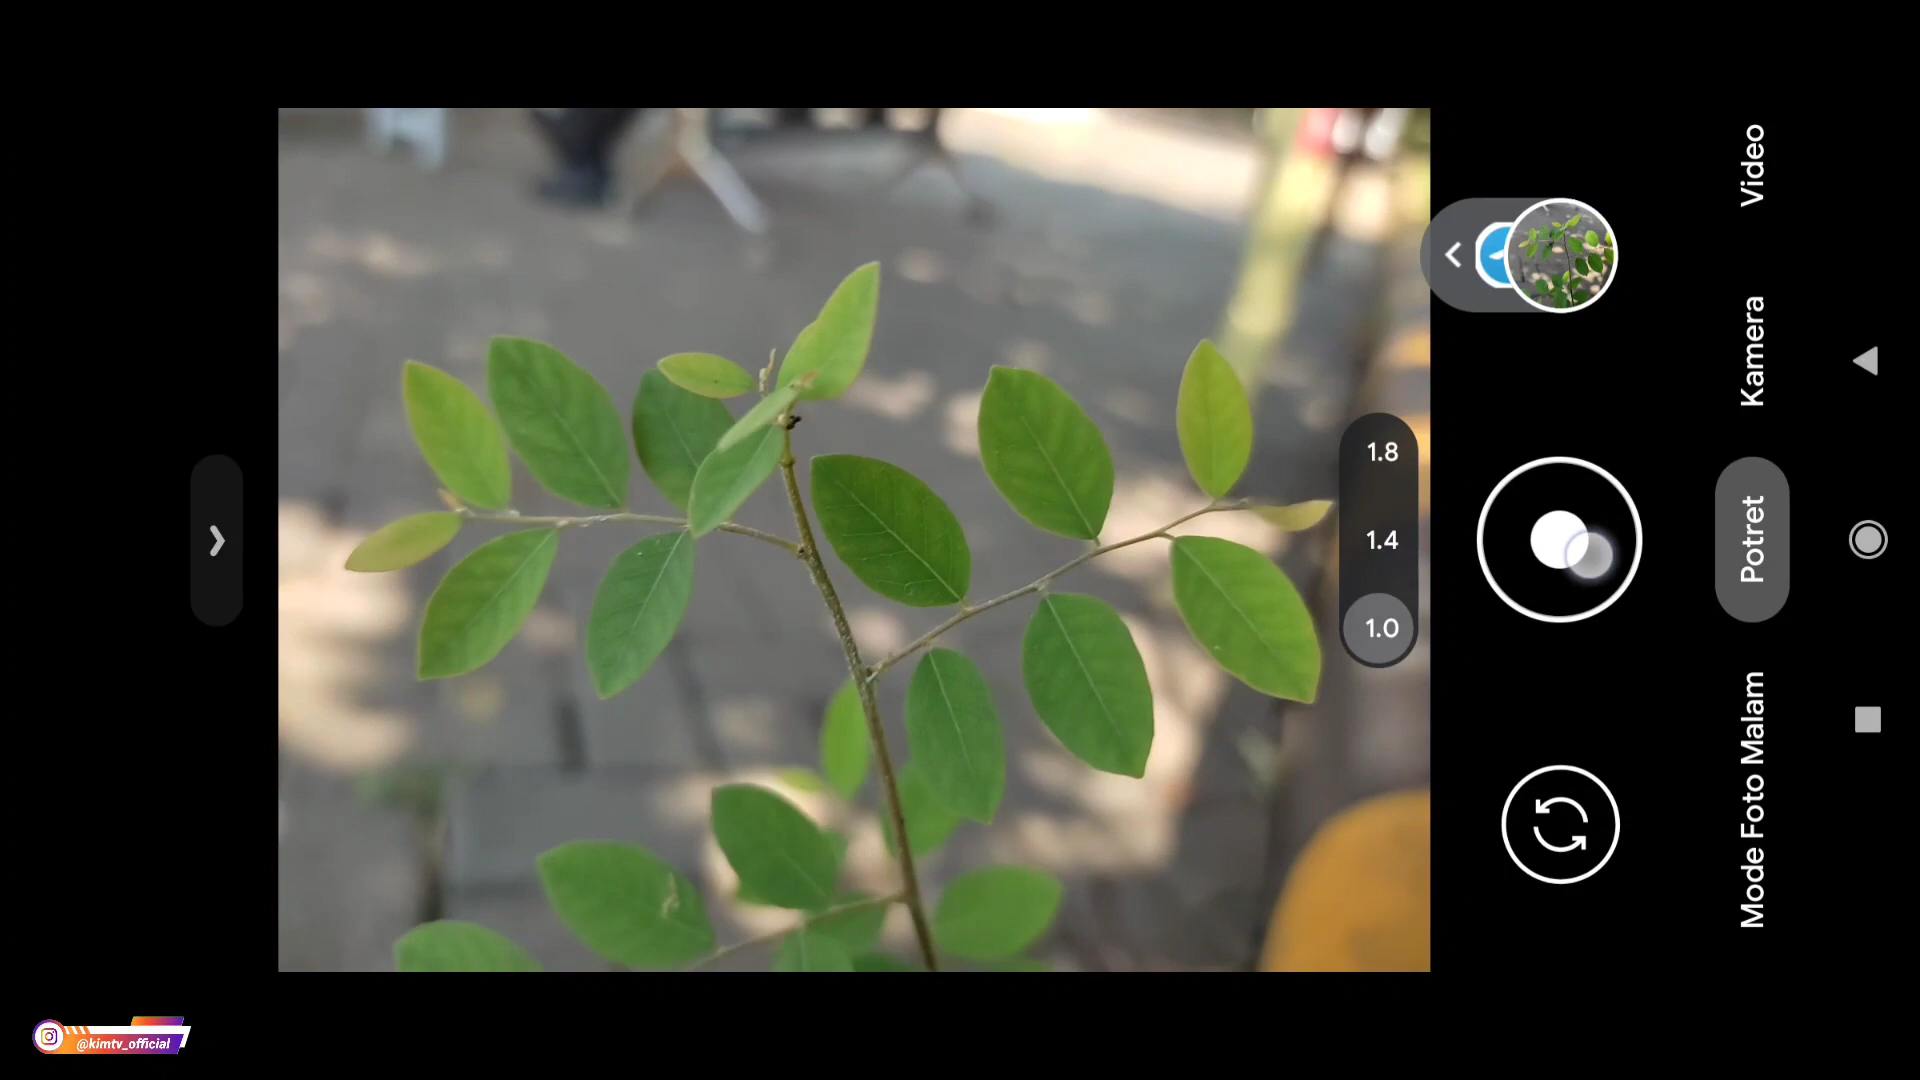 Video
Kamera
Potret
Mode Foto Malam
1.8
1.4
1.0
@kimtv_official